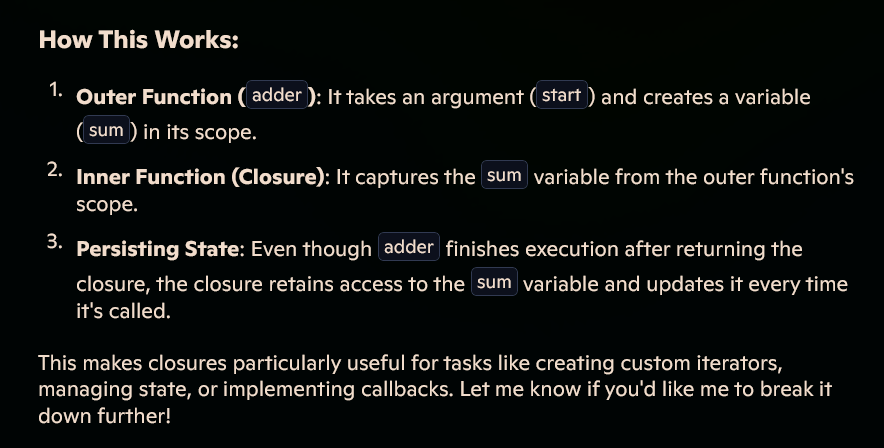 How This Works:
1. Outer Function (adder): It takes an argument (start) and creates a variable
(sum) in its scope.
2. Inner Function (Closure): It captures the sum variable from the outer function's
scope.
3. Persisting State: Even though adder finishes execution after returning the
closure, the closure retains access to the sum variable and updates it every time
it's called.
This makes closures particularly useful for tasks like creating custom iterators,
managing state, or implementing callbacks. Let me know if you'd like me to break it
down further!